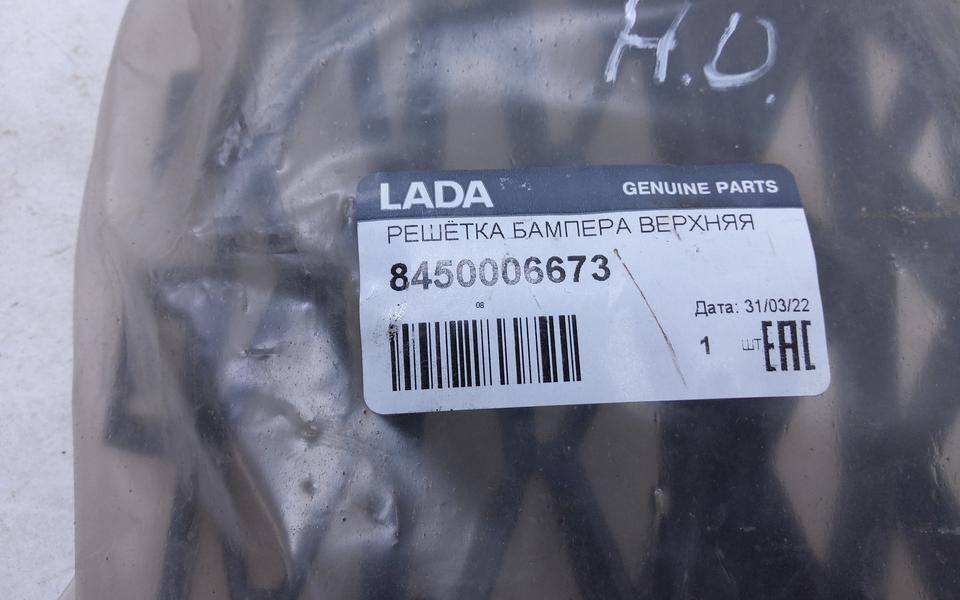 Н.О.
LADA GENUINE PARTS
РЕШЁТКА БАМПЕРА ВЕРХНЯЯ
8450006673
08
Дата: 31/03/22
1 шт ЕАС